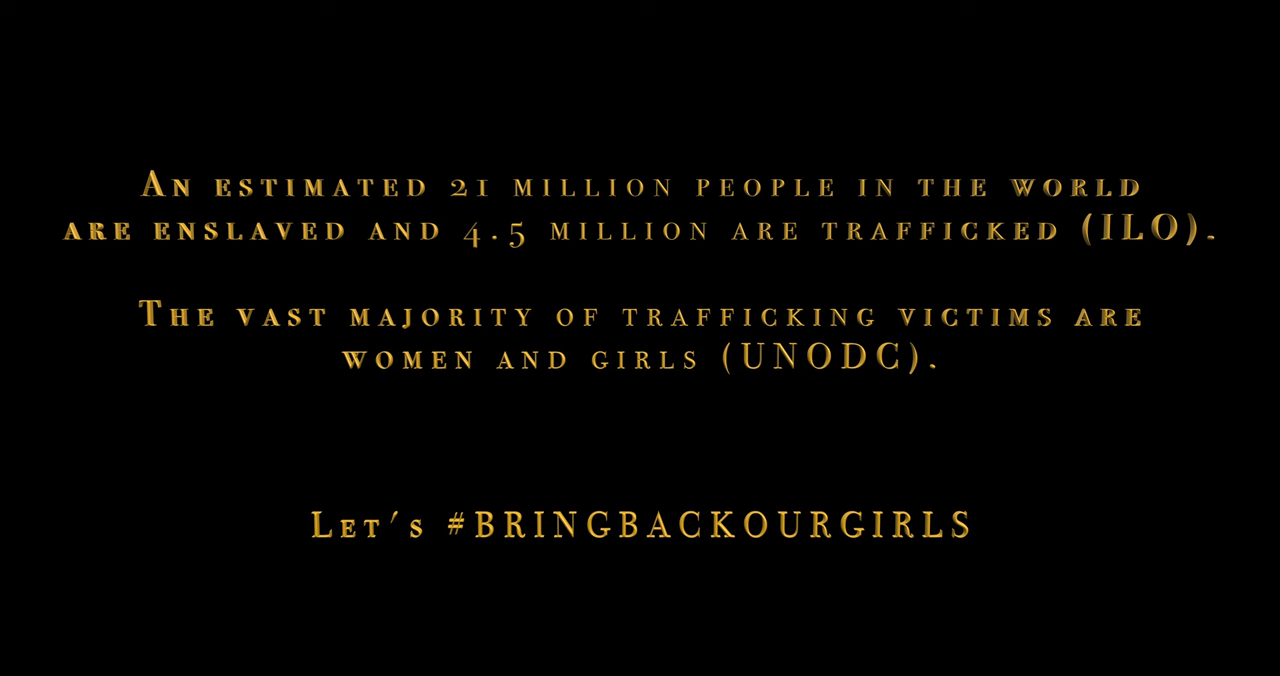 An estimated 21 million people in the world
are enslaved and 4.5 million are trafficked (ILO).
The vast majority of trafficking victims are
women and girls (UNODC).
Let's #BRINGBACKOURGIRLS